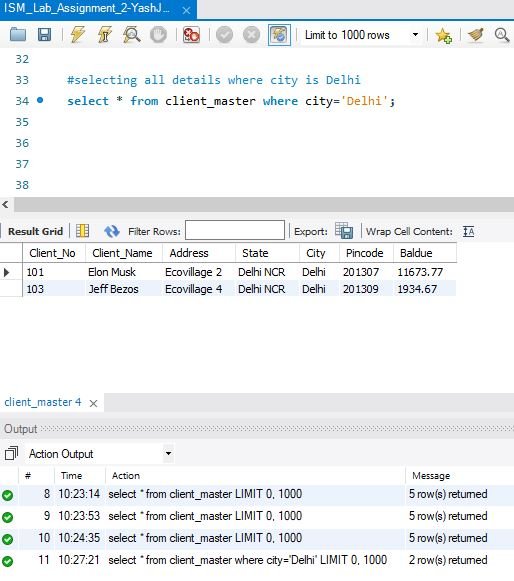 ISM_Lab_Assignment_2-YashJ...
Limit to 1000 rows
32
33 #selecting all details where city is Delhi
34 select * from client_master where city='Delhi';
35
36
37
38
Result Grid Filter Rows: Export: Wrap Cell Content:
Client_No Client_Name Address State City Pincode Baldue
101 Elon Musk Ecovillage 2 Delhi NCR Delhi 201307 11673.77
103 Jeff Bezos Ecovillage 4 Delhi NCR Delhi 201309 1934.67
client_master 4
Output
Action Output
# Time Action Message
8 10:23:14 select * from client_master LIMIT 0, 1000 5 row(s) returned
9 10:23:53 select * from client_master LIMIT 0, 1000 5 row(s) returned
10 10:24:35 select * from client_master LIMIT 0, 1000 5 row(s) returned
11 10:27:21 select * from client_master where city='Delhi' LIMIT 0, 1000 2 row(s) returned